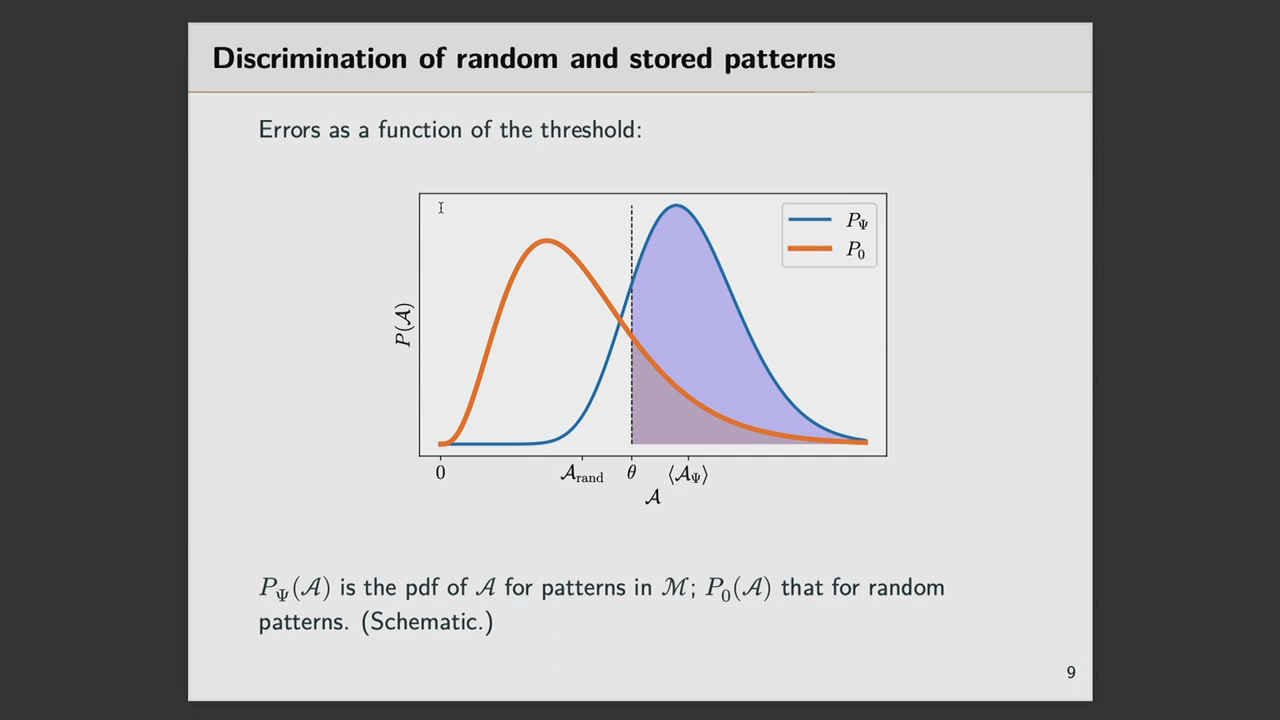 Discrimination of random and stored patterns
Errors as a function of the threshold:
P_Ψ
P_0
P(𝒜)
0 𝒜_rand θ ⟨𝒜_Ψ⟩
𝒜
P_Ψ(𝒜) is the pdf of 𝒜 for patterns in ℳ; P_0(𝒜) that for random
patterns. (Schematic.)
9